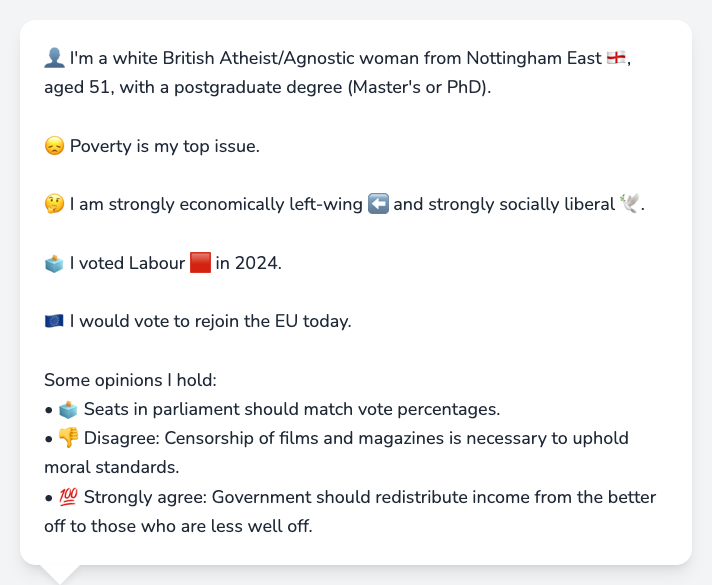 👤 I'm a white British Atheist/Agnostic woman from Nottingham East 🏴󠁧󠁢󠁥󠁮󠁧󠁿,
aged 51, with a postgraduate degree (Master's or PhD).
😞 Poverty is my top issue.
🤔 I am strongly economically left-wing ⬅️ and strongly socially liberal 🕊️.
🗳️ I voted Labour 🟥 in 2024.
🇪🇺 I would vote to rejoin the EU today.
Some opinions I hold:
• 🗳️ Seats in parliament should match vote percentages.
• 👎 Disagree: Censorship of films and magazines is necessary to uphold
moral standards.
• 💯 Strongly agree: Government should redistribute income from the better
off to those who are less well off.